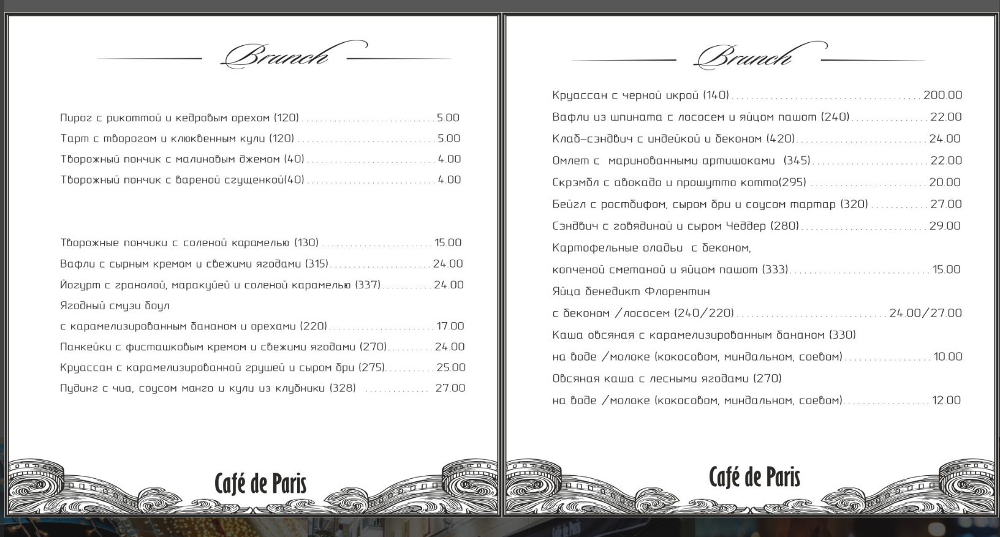 Brunch
Пирог с рикоттой и кедровым орехом (120) 5.00
Тарт с творогом и клюквенным кули (120) 5.00
Творожный пончик с малиновым джемом (40) 4.00
Творожный пончик с вареной сгущенкой(40) 4.00
Творожные пончики с соленой карамелью (130) 15.00
Вафли с сырным кремом и свежими ягодами (315) 24.00
Йогурт с гранолой, маракуйей и соленой карамелью (337) 24.00
Ягодный смузи боул
с карамелизированным бананом и орехами (220) 17.00
Панкейки с фисташковым кремом и свежими ягодами (270) 24.00
Круассан с карамелизированной грушей и сыром бри (275) 25.00
Пудинг с чиа, соусом манго и кули из клубники (328) 27.00
Café de Paris
Brunch
Круассан с черной икрой (140) 200.00
Вафли из шпината с лососем и яйцом пашот (240) 22.00
Клаб-сэндвич с индейкой и беконом (420) 24.00
Омлет с маринованными артишоками (345) 22.00
Скрэмбл с авокадо и прошутто котто(295) 20.00
Бейгл с ростбифом, сыром бри и соусом тартар (320) 27.00
Сэндвич с говядиной и сыром Чеддер (280) 29.00
Картофельные оладьи с беконом,
копченой сметаной и яйцом пашот (333) 15.00
Яйца бенедикт Флорентин
с беконом /лососем (240/220) 24.00/27.00
Каша овсяная с карамелизированным бананом (330)
на воде /молоке (кокосовом, миндальном, соевом) 10.00
Овсяная каша с лесными ягодами (270)
на воде /молоке (кокосовом, миндальном, соевом) 12.00
Café de Paris
Café de Paris